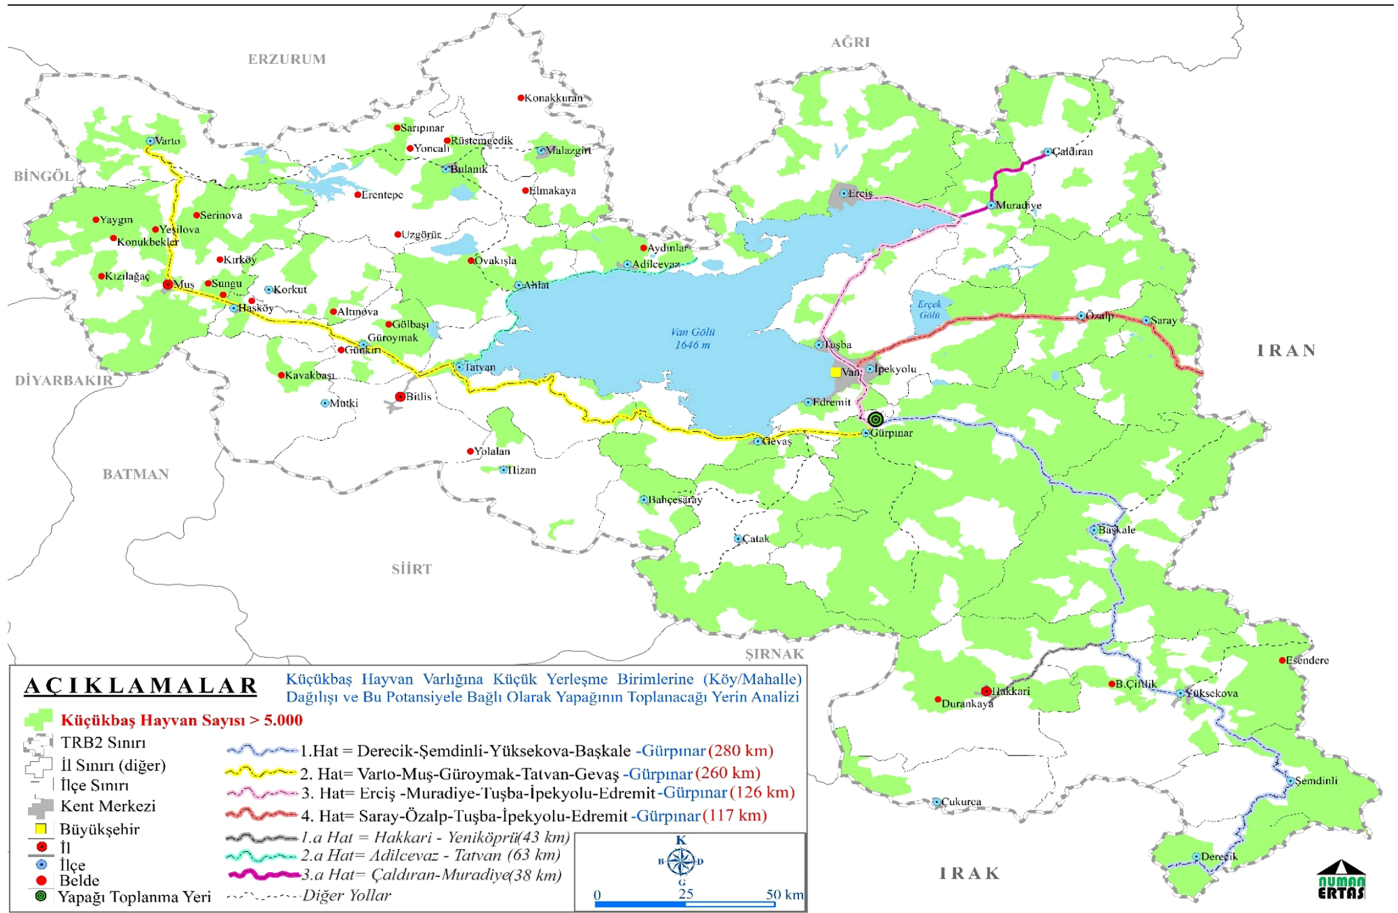 ERZURUM
AĞRI
BİNGÖL
DİYARBAKIR
BATMAN
SİİRT
ŞIRNAK
IRAN
IRAK
Konakkuran
Sarıpınar
Rüstemgedik
Yoncalı
Malazgirt
Varto
Bulanık
Çaldıran
Elmakaya
Erentepe
Erciş
Muradiye
Yaygın
Serinova
Yeşilova
Konukbekler
Uzgörür
Aydınlar
Kırköy
Ovakışla
Adilcevaz
Kızılağaç
Muş
Sungu
Korkut
Ahlat
Hasköy
Altınova
Gölbaşı
Erçek
Gölü
Özalp
Saray
Van Gölü
1646 m
Güroymak
Günkırı
Tuşba
Kavakbaşı
Tatvan
Van
İpekyolu
Mutki
Bitlis
Edremit
Gürpınar
Gevaş
Yolalan
Hizan
Bahçesaray
Başkale
Çatak
Esendere
Hakkari
B.Çiftlik
Yüksekova
Durankaya
Şemdinli
Çukurca
Derecik
AÇIKLAMALAR
Küçükbaş Hayvan Varlığına Küçük Yerleşme Birimlerine (Köy/Mahalle)
Dağılışı ve Bu Potansiyele Bağlı Olarak Yapağının Toplanacağı Yerin Analizi
Küçükbaş Hayvan Sayısı > 5.000
TRB2 Sınırı
İl Sınırı (diğer)
İlçe Sınırı
Kent Merkezi
Büyükşehir
İl
İlçe
Belde
Yapağı Toplanma Yeri
1.Hat = Derecik-Şemdinli-Yüksekova-Başkale -Gürpınar (280 km)
2. Hat= Varto-Muş-Güroymak-Tatvan-Gevaş -Gürpınar (260 km)
3. Hat= Erciş -Muradiye-Tuşba-İpekyolu-Edremit-Gürpınar (126 km)
4. Hat= Saray-Özalp-Tuşba-İpekyolu-Edremit -Gürpınar (117 km)
1.a Hat = Hakkari - Yeniköprü(43 km)
2.a Hat= Adilcevaz - Tatvan (63 km)
3.a Hat= Çaldıran-Muradiye(38 km)
Diğer Yollar
K
B D
G
0 25 50 km
NUMAN
ERTAŞ